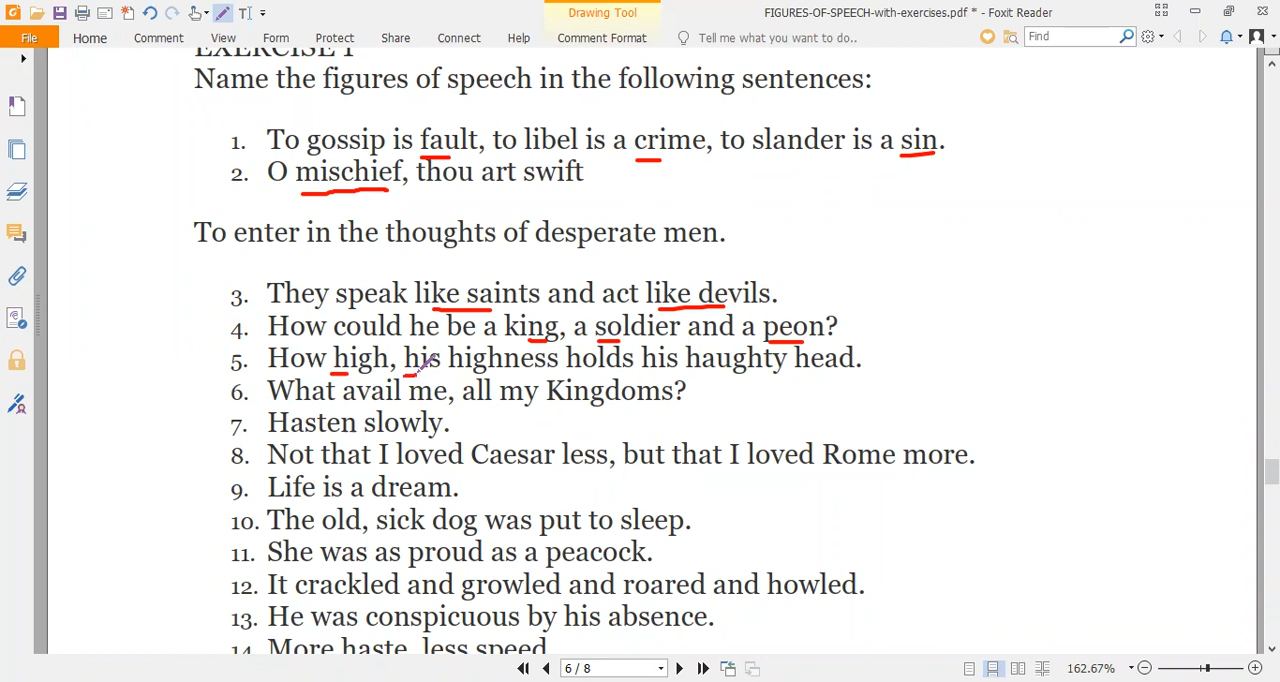 Drawing Tool
FIGURES-OF-SPEECH-with-exercises.pdf * - Foxit Reader
File Home Comment View Form Protect Share Connect Help Comment Format Tell me what you want to do.. Find
EXERCISE I
Name the figures of speech in the following sentences:
1. To gossip is fault, to libel is a crime, to slander is a sin.
2. O mischief, thou art swift
To enter in the thoughts of desperate men.
3. They speak like saints and act like devils.
4. How could he be a king, a soldier and a peon?
5. How high, his highness holds his haughty head.
6. What avail me, all my Kingdoms?
7. Hasten slowly.
8. Not that I loved Caesar less, but that I loved Rome more.
9. Life is a dream.
10. The old, sick dog was put to sleep.
11. She was as proud as a peacock.
12. It crackled and growled and roared and howled.
13. He was conspicuous by his absence.
14. More haste, less speed
6 / 8 162.67%